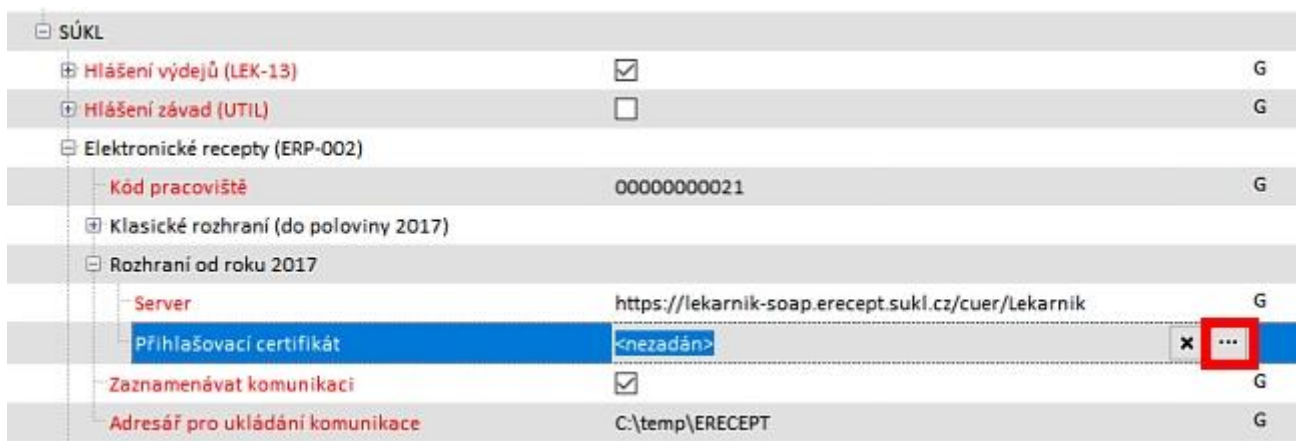 SÚKL
Hlášení výdejů (LEK-13) G
Hlášení závad (UTIL) G
Elektronické recepty (ERP-002)
Kód pracoviště 00000000021 G
Klasické rozhraní (do poloviny 2017)
Rozhraní od roku 2017
Server https://lekarnik-soap.erecept.sukl.cz/cuer/Lekarnik G
Přihlašovací certifikát <nezadán> × ...
Zaznamenávat komunikaci G
Adresář pro ukládání komunikace C:\temp\ERECEPT G